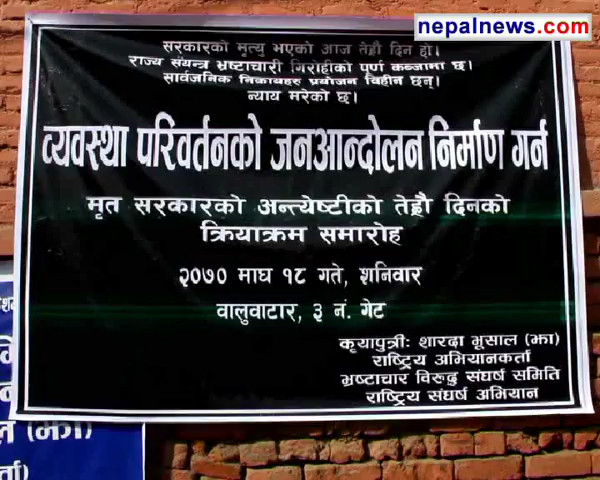 nepalnews.com
सरकारको मृत्यु भएको आज तेह्रौ दिन हो।
राज्य संयन्त्र भ्रष्टाचारी गिरोहीको पुर्ण कब्जामा छ।
सार्वजनिक निकायहरु प्रयोजन विहीन छन्।
न्याय मरेको छ।
व्यवस्था परिवर्तनको जनआन्दोलन निर्माण गर्न
मृत सरकारको अन्त्येष्टीको तेह्रौ दिनको
क्रियाक्रम समारोह
२०७० माघ १८ गते, शनिवार
वालुवाटार, ३ नं. गेट
कृयापुत्री: शारदा भूसाल (झा)
राष्ट्रिय अभियानकर्ता
भ्रष्टाचार विरुद्ध संघर्ष समिति
राष्ट्रिय संघर्ष अभियान
(झा)